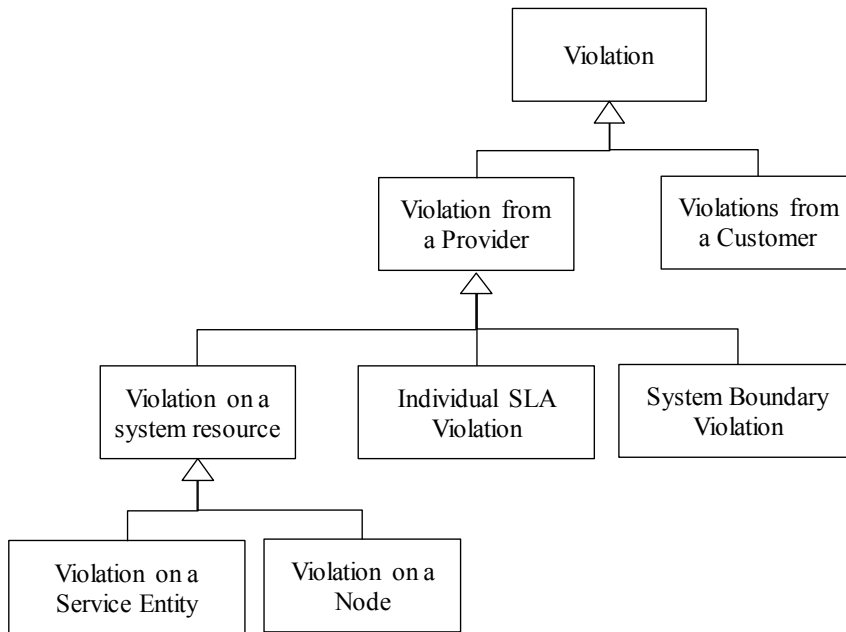 Violation
Violation from
a Provider
Violations from
a Customer
Violation on a
system resource
Individual SLA
Violation
System Boundary
Violation
Violation on a
Service Entity
Violation on a
Node